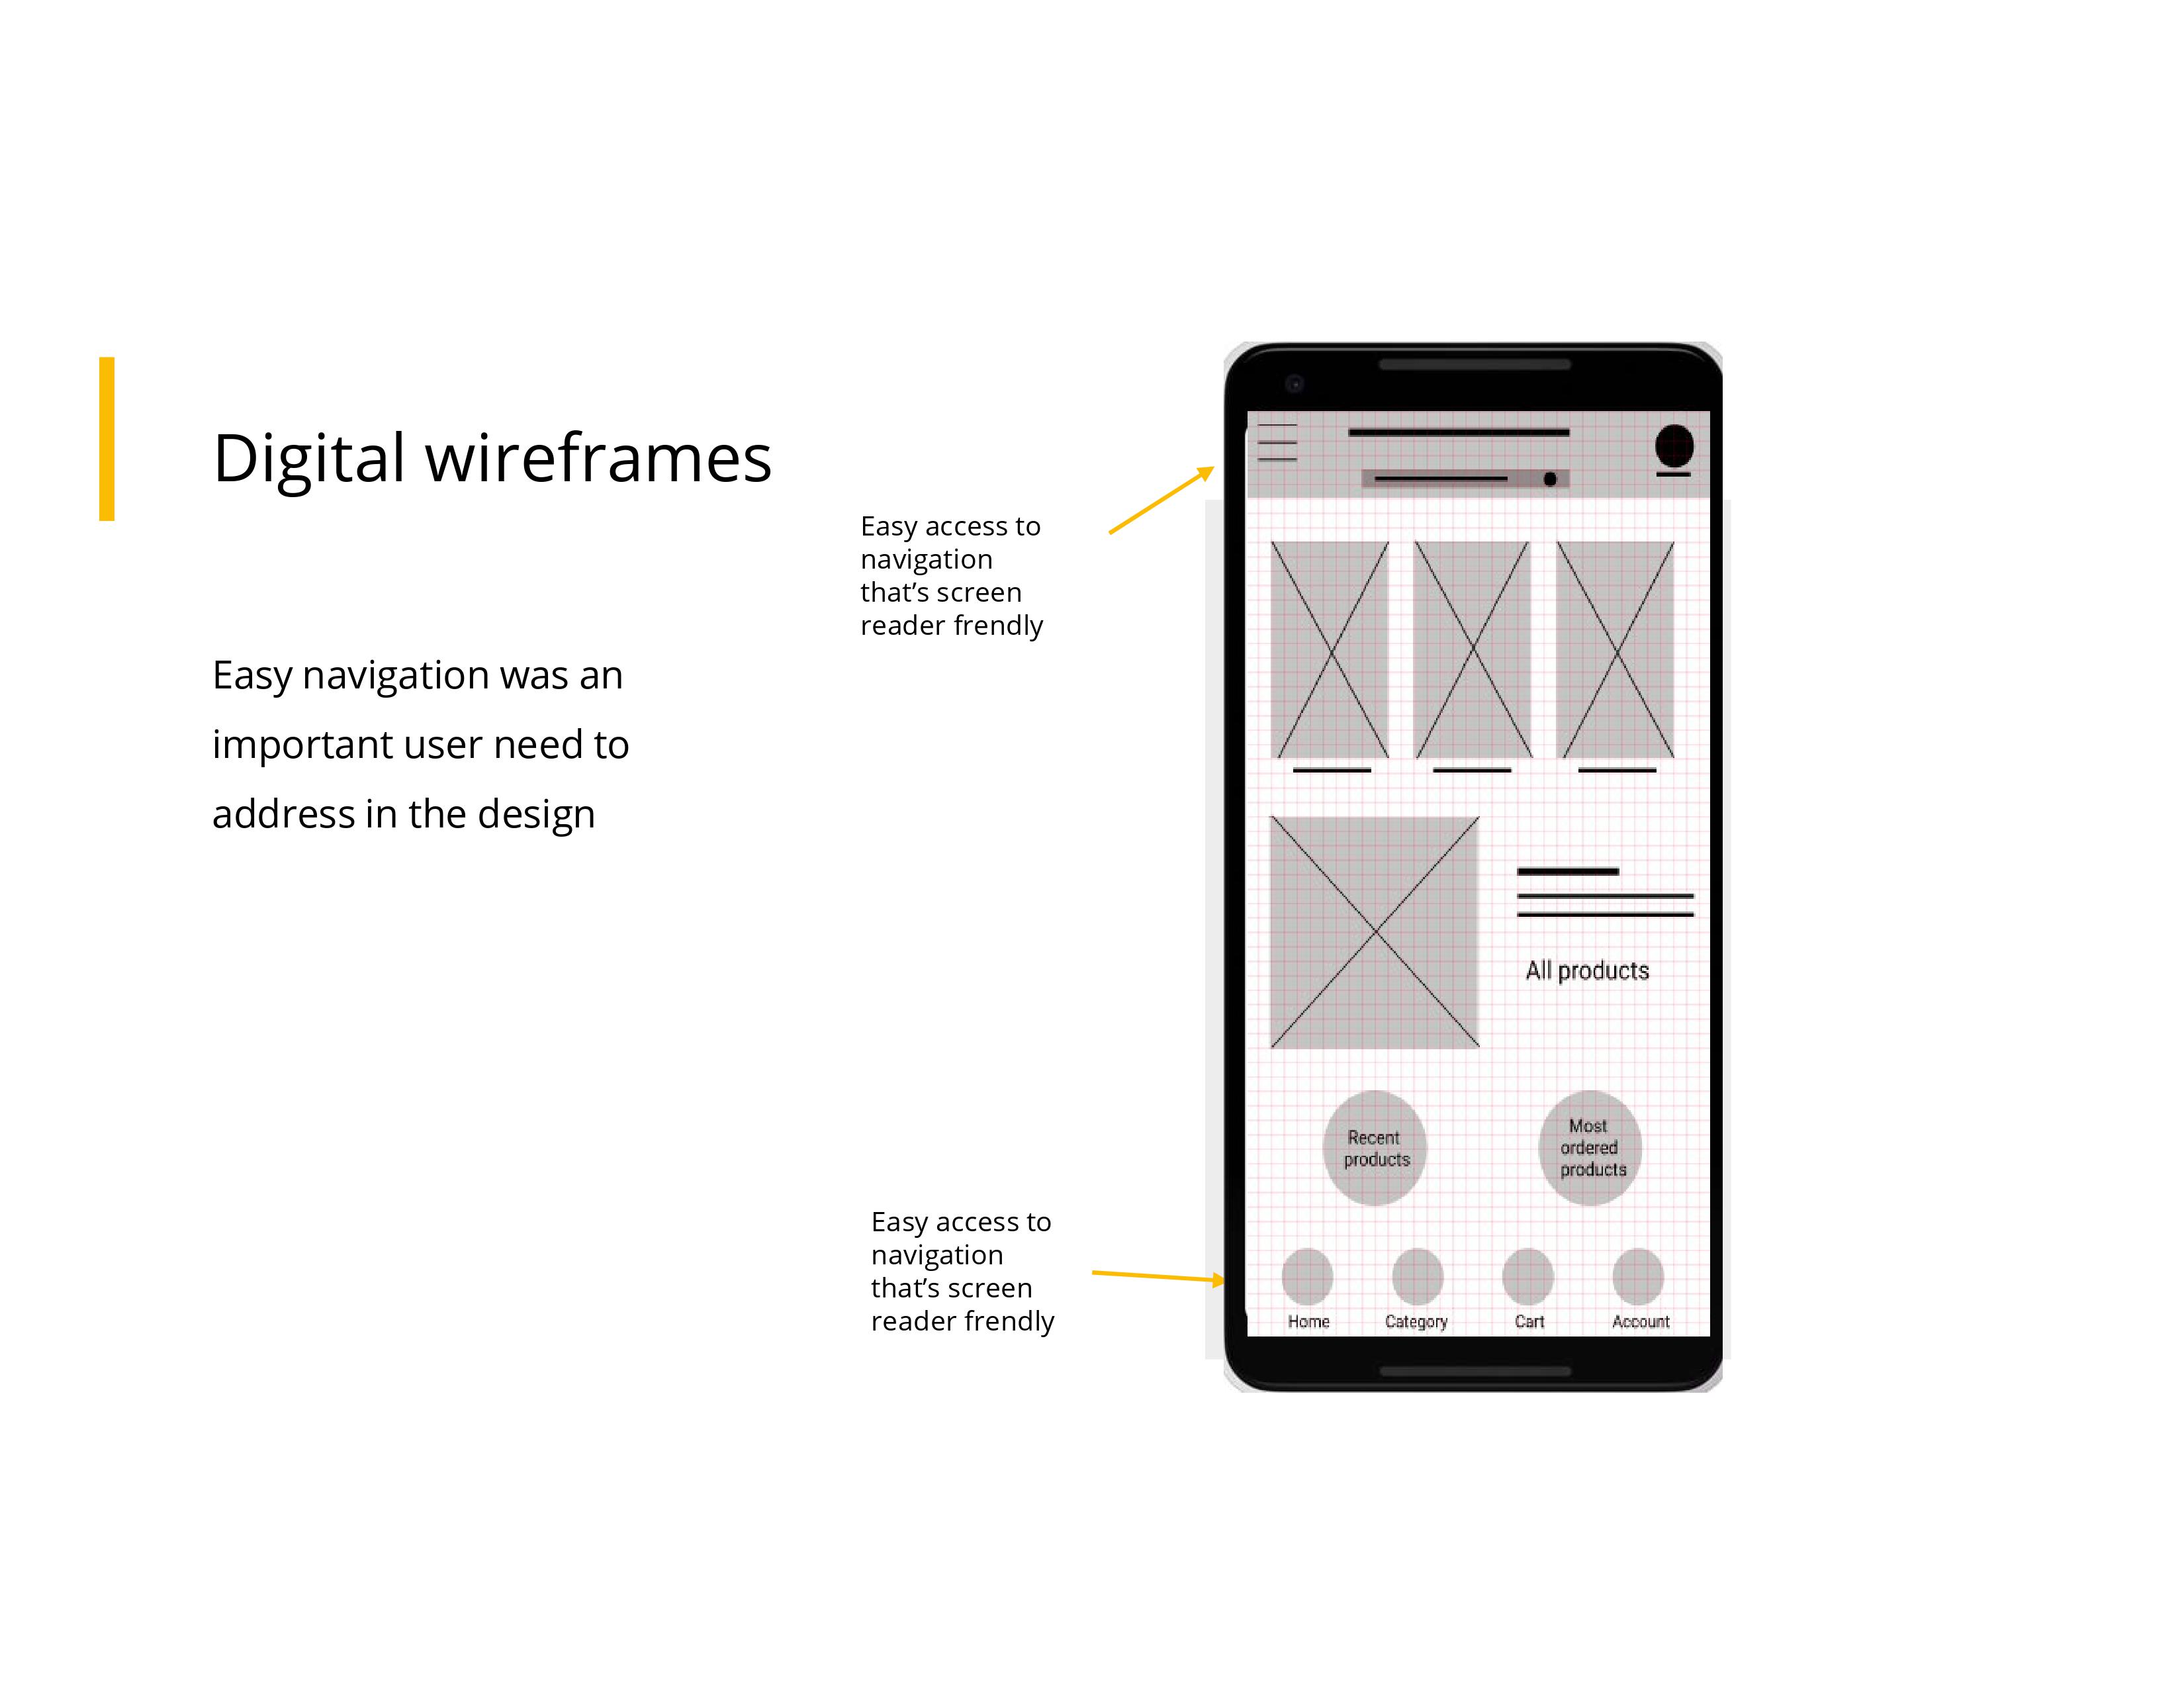 Digital wireframes
Easy navigation was an
important user need to
address in the design
Easy access to
navigation
that’s screen
reader frendly
Easy access to
navigation
that’s screen
reader frendly
All products
Recent
products
Most
ordered
products
Home
Category
Cart
Account